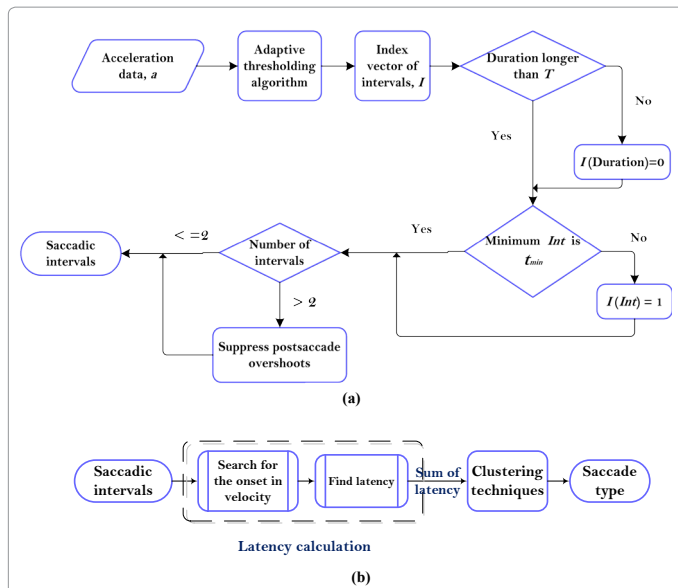 Acceleration
data, a
Adaptive
thresholding
algorithm
Index
vector of
intervals, I
Duration longer
than T
No
Yes
I(Duration)=0
Minimum Int is
tmin
Yes
No
I(Int) = 1
Number of
intervals
< =2
Saccadic
intervals
> 2
Suppress postsaccade
overshoots
(a)
Saccadic
intervals
Search for
the onset in
velocity
Find latency
Sum of
latency
Clustering
techniques
Saccade
type
Latency calculation
(b)